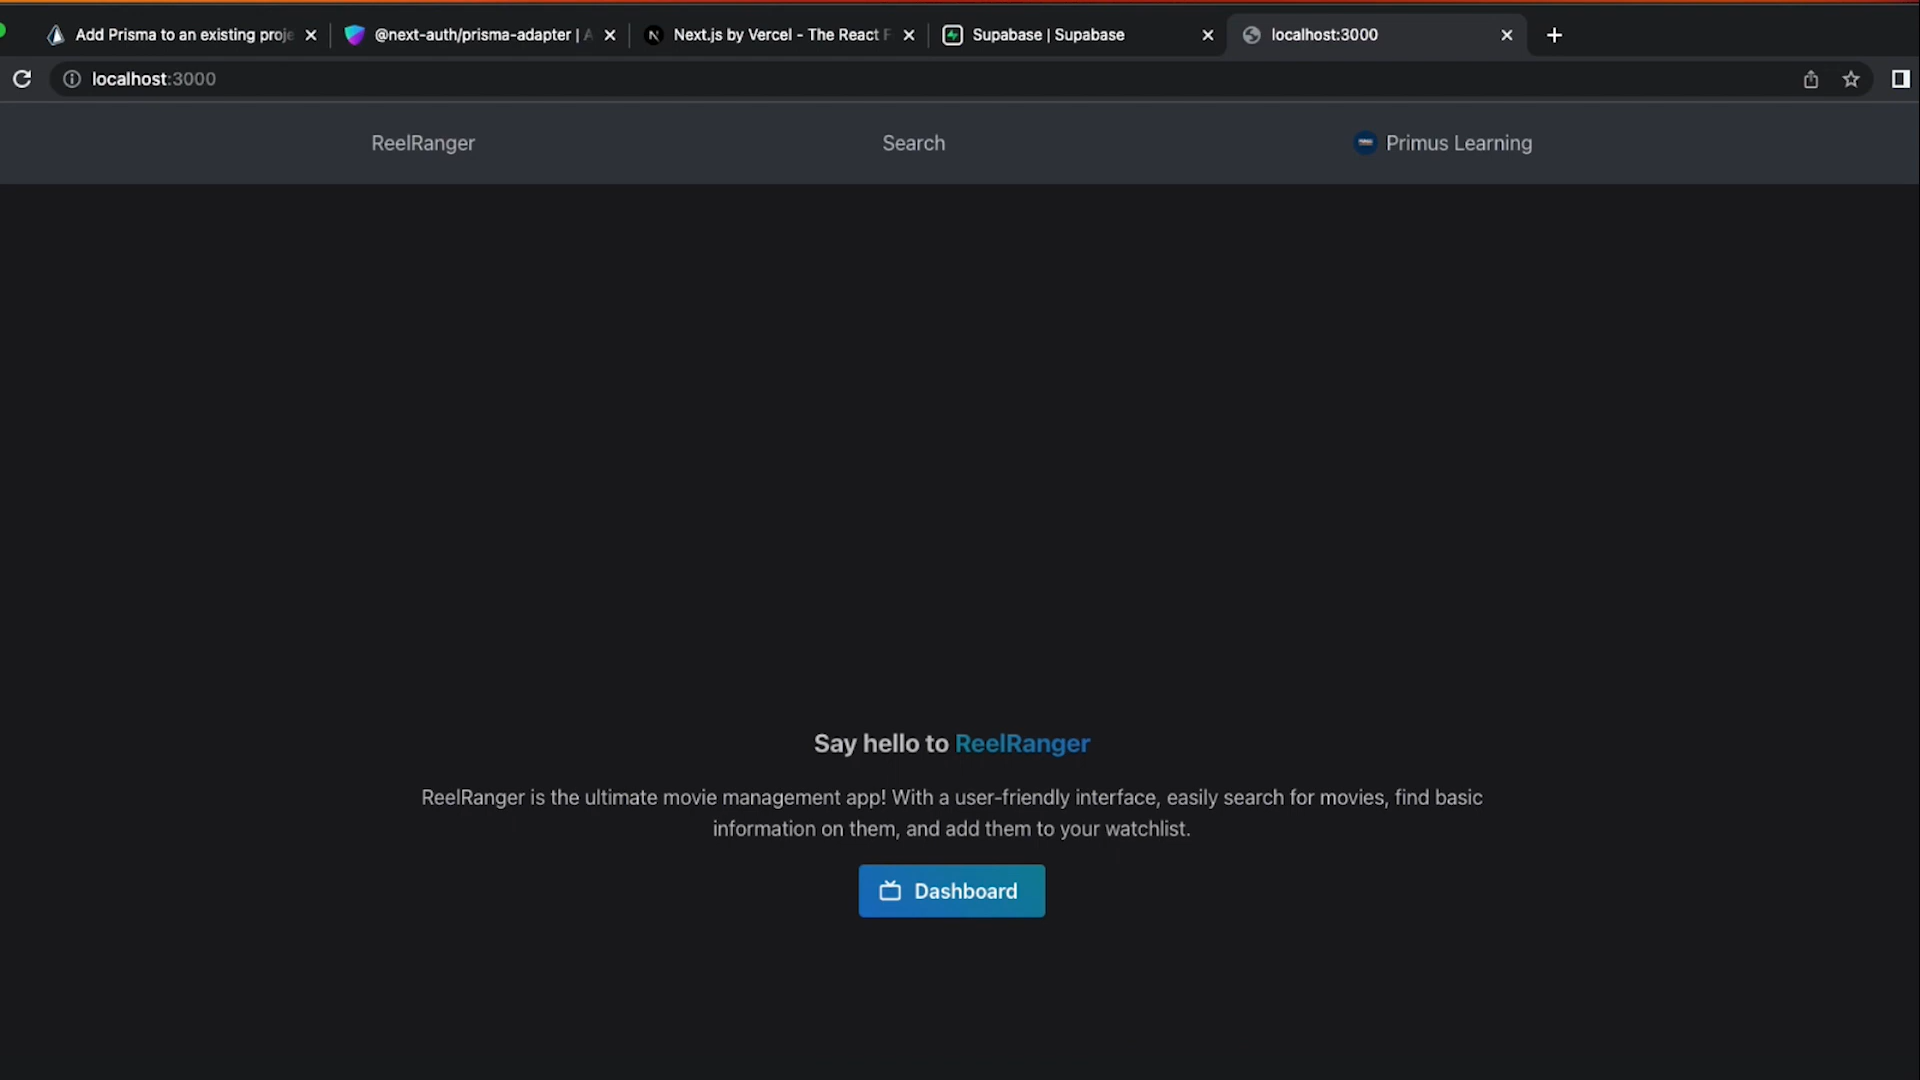 Add Prisma to an existing proje
@next-auth/prisma-adapter | A
Next.js by Vercel - The React F
Supabase | Supabase
localhost:3000
localhost:3000
ReelRanger
Search
Primus Learning
Say hello to ReelRanger
ReelRanger is the ultimate movie management app! With a user-friendly interface, easily search for movies, find basic
information on them, and add them to your watchlist.
Dashboard